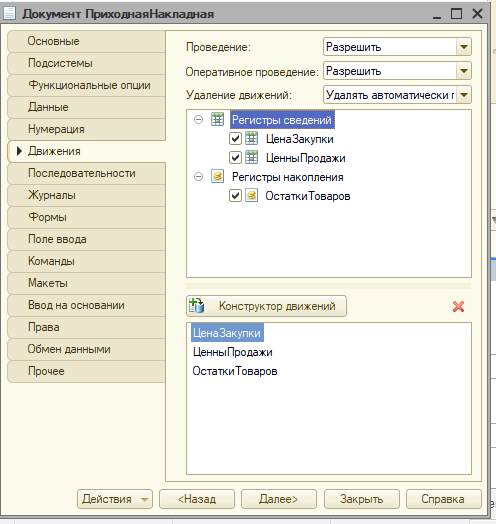 Документ ПриходнаяНакладная
Основные
Подсистемы
Функциональные опции
Данные
Нумерация
Движения
Последовательности
Журналы
Формы
Поле ввода
Команды
Макеты
Ввод на основании
Права
Обмен данными
Прочее
Проведение: Разрешить
Оперативное проведение: Разрешить
Удаление движений: Удалять автоматически г
Регистры сведений
ЦенаЗакупки
ЦенныПродажи
Регистры накопления
ОстаткиТоваров
Конструктор движений
ЦенаЗакупки
ЦенныПродажи
ОстаткиТоваров
Действия
<Назад
Далее>
Закрыть
Справка